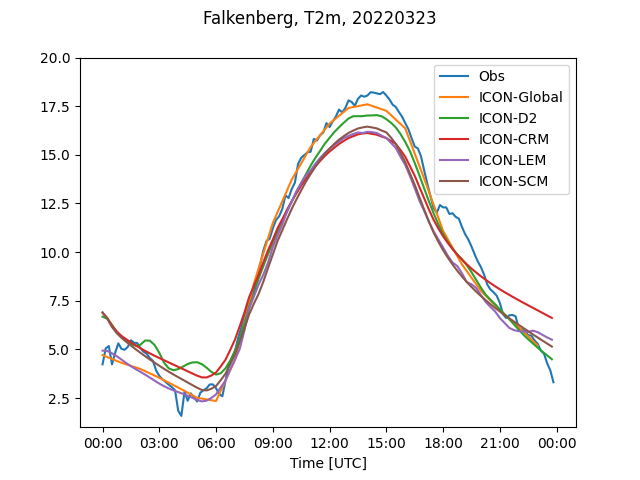 Falkenberg, T2m, 20220323
20.0
17.5
15.0
12.5
10.0
7.5
5.0
2.5
Obs
ICON-Global
ICON-D2
ICON-CRM
ICON-LEM
ICON-SCM
00:00 03:00 06:00 09:00 12:00 15:00 18:00 21:00 00:00
Time [UTC]